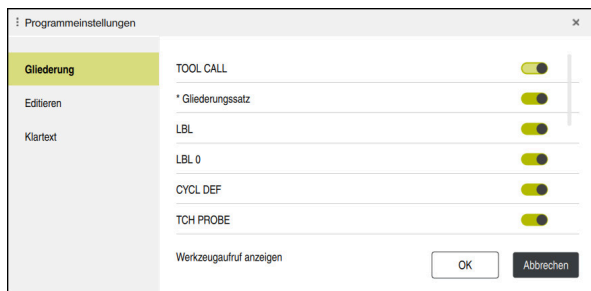 Programmeinstellungen
Gliederung
Editieren
Klartext
TOOL CALL
* Gliederungssatz
LBL
LBL 0
CYCL DEF
TCH PROBE
Werkzeugaufruf anzeigen
OK
Abbrechen